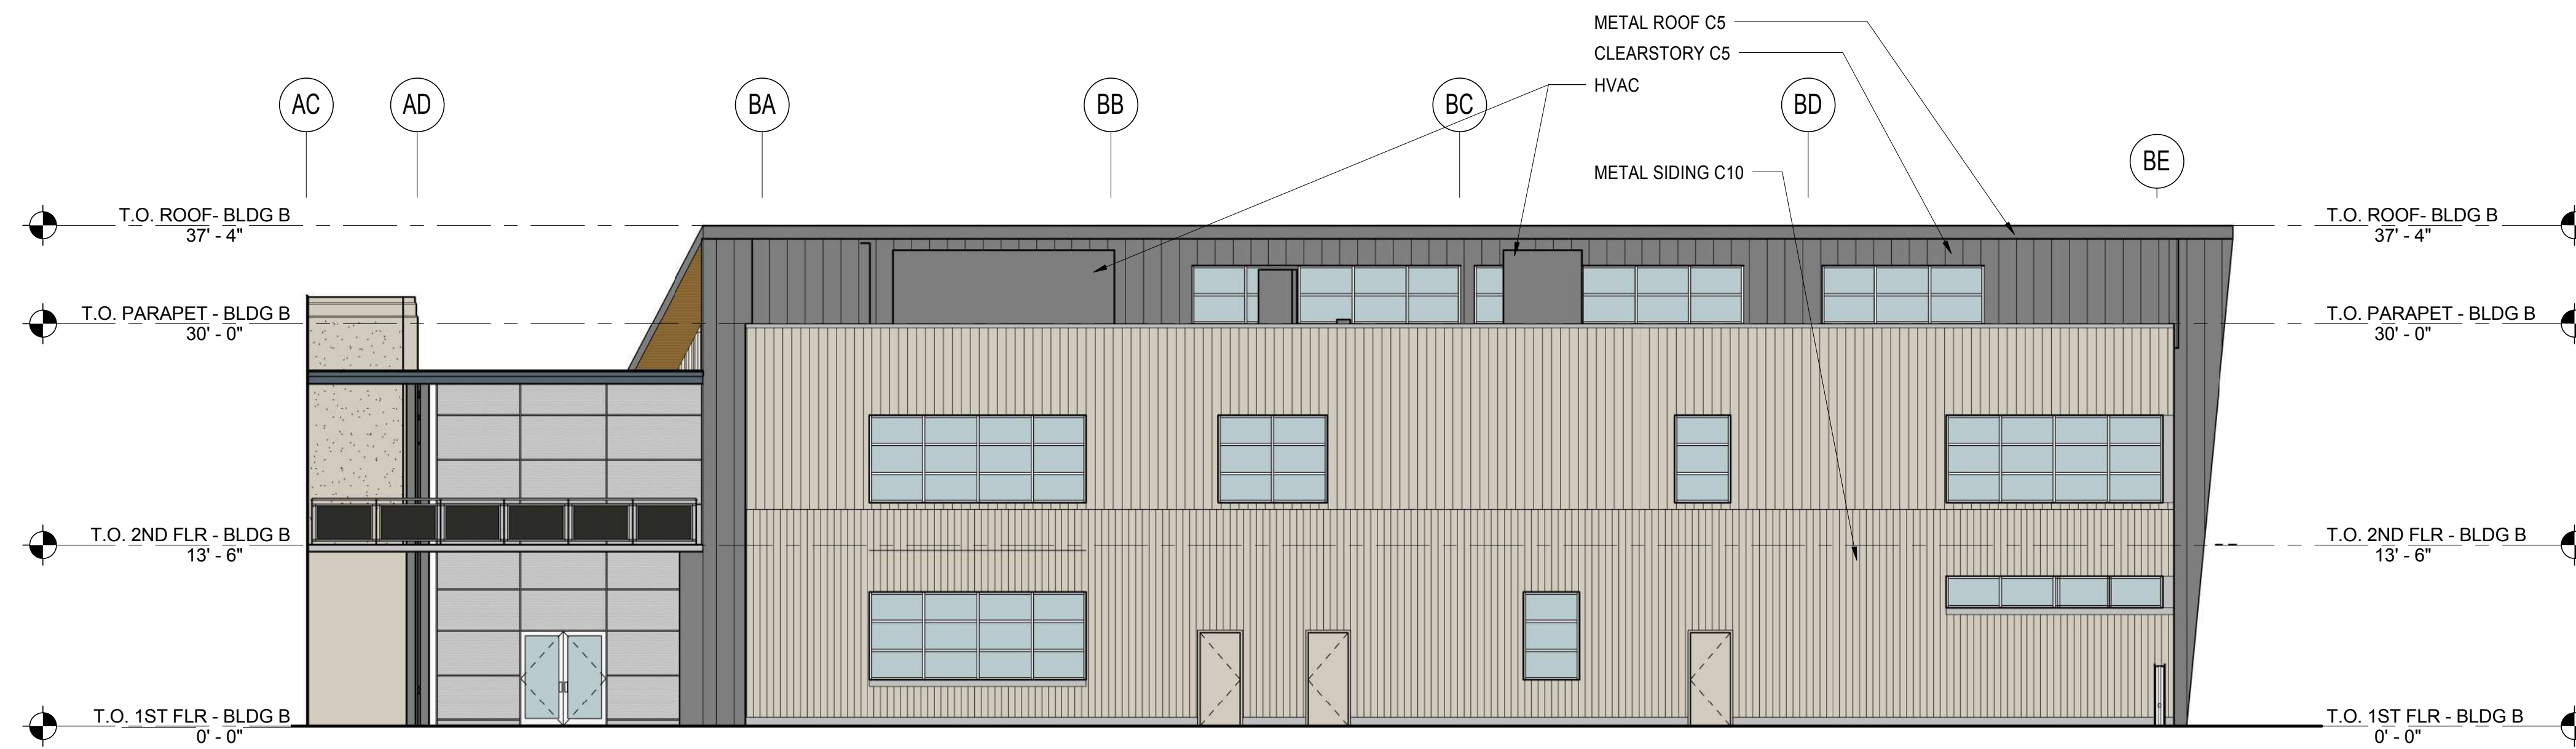 METAL ROOF C5
CLEARSTORY C5
HVAC
AC
AD
BA
BB
BC
BD
BE
METAL SIDING C10
T.O. ROOF- BLDG B
37' - 4"
T.O. ROOF- BLDG B
37' - 4"
T.O. PARAPET - BLDG B
30' - 0"
T.O. PARAPET - BLDG B
30' - 0"
T.O. 2ND FLR - BLDG B
13' - 6"
T.O. 2ND FLR - BLDG B
13' - 6"
T.O. 1ST FLR - BLDG B
0' - 0"
T.O. 1ST FLR - BLDG B
0' - 0"